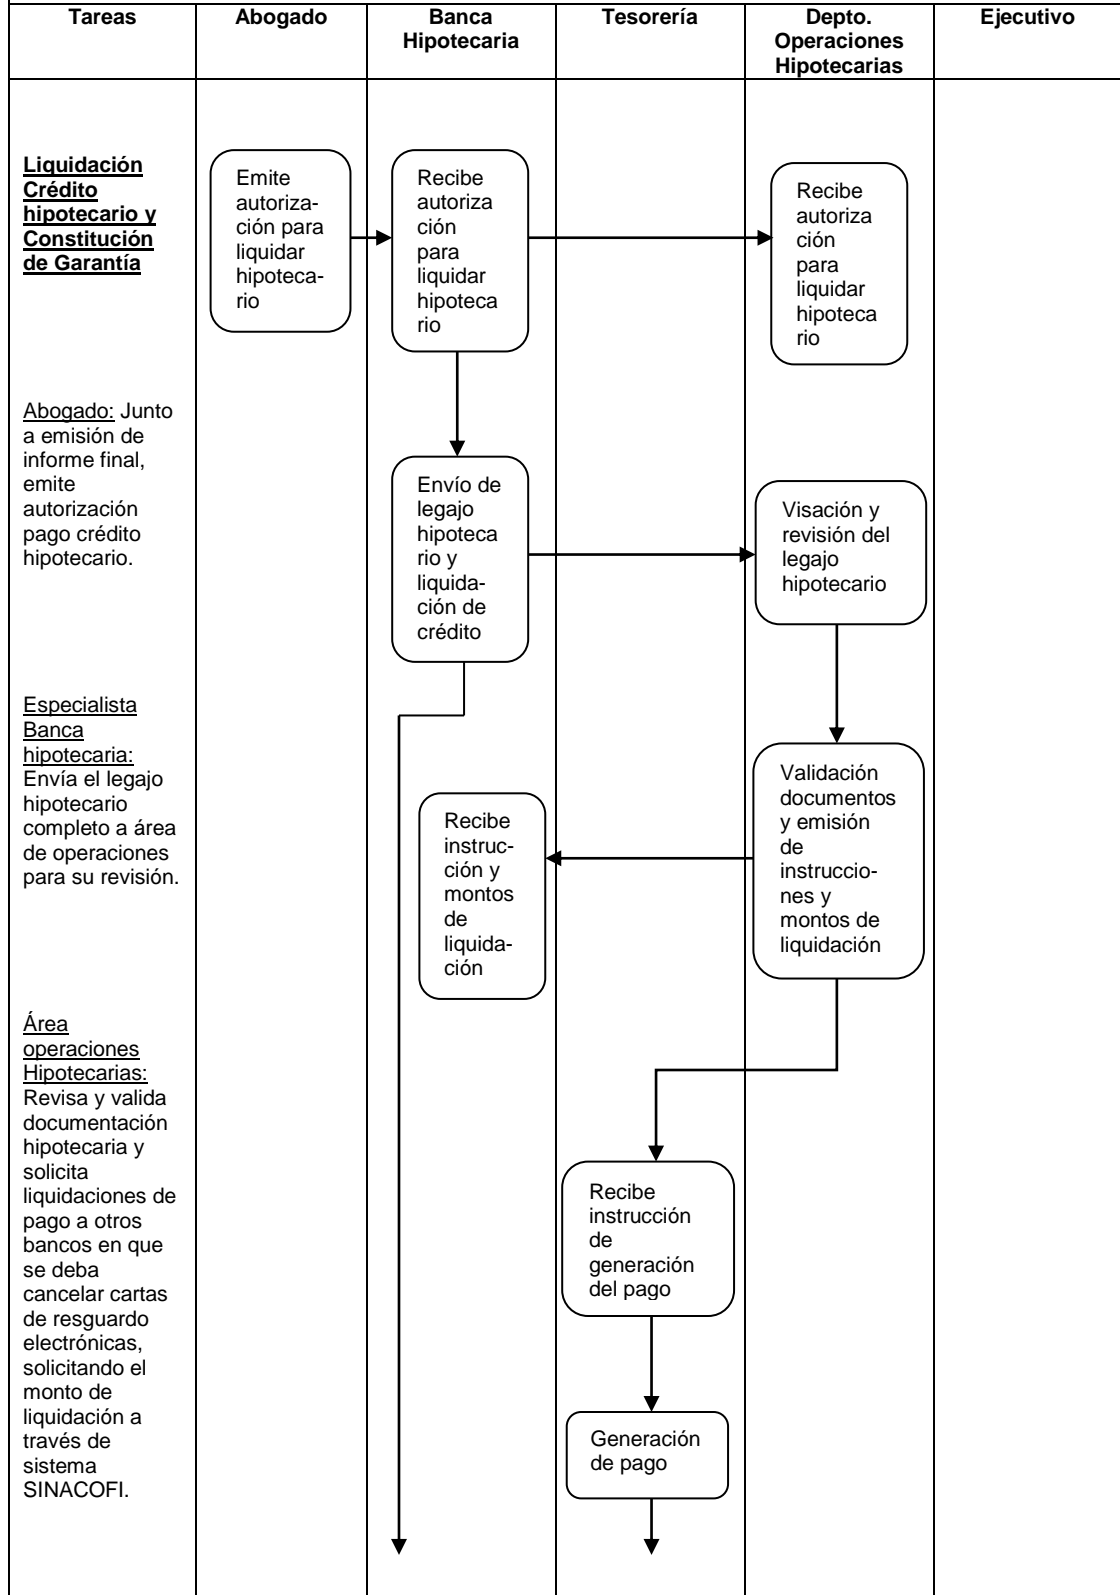 Tareas
Abogado
Banca
Hipotecaria
Tesorería
Depto.
Operaciones
Hipotecarias
Ejecutivo
Liquidación
Crédito
hipotecario y
Constitución
de Garantía
Abogado: Junto
a emisión de
informe final,
emite
autorización
pago crédito
hipotecario.
Especialista
Banca
hipotecaria:
Envía el legajo
hipotecario
completo a área
de operaciones
para su revisión.
Área
operaciones
Hipotecarias:
Revisa y valida
documentación
hipotecaria y
solicita
liquidaciones de
pago a otros
bancos en que
se deba
cancelar cartas
de resguardo
electrónicas,
solicitando el
monto de
liquidación a
través de
sistema
SINACOFI.
Emite
autoriza-
ción para
liquidar
hipoteca-
rio
Recibe
autoriza
ción
para
liquidar
hipoteca
rio
Recibe
autoriza
ción
para
liquidar
hipoteca
rio
Envío de
legajo
hipoteca
rio y
liquida-
ción de
crédito
Visación y
revisión del
legajo
hipotecario
Validación
documentos
y emisión
de
instruccio-
nes y
montos de
liquidación
Recibe
instruc-
ción y
montos
de
liquida-
ción
Recibe
instrucción
de
generación
del pago
Generación
de pago